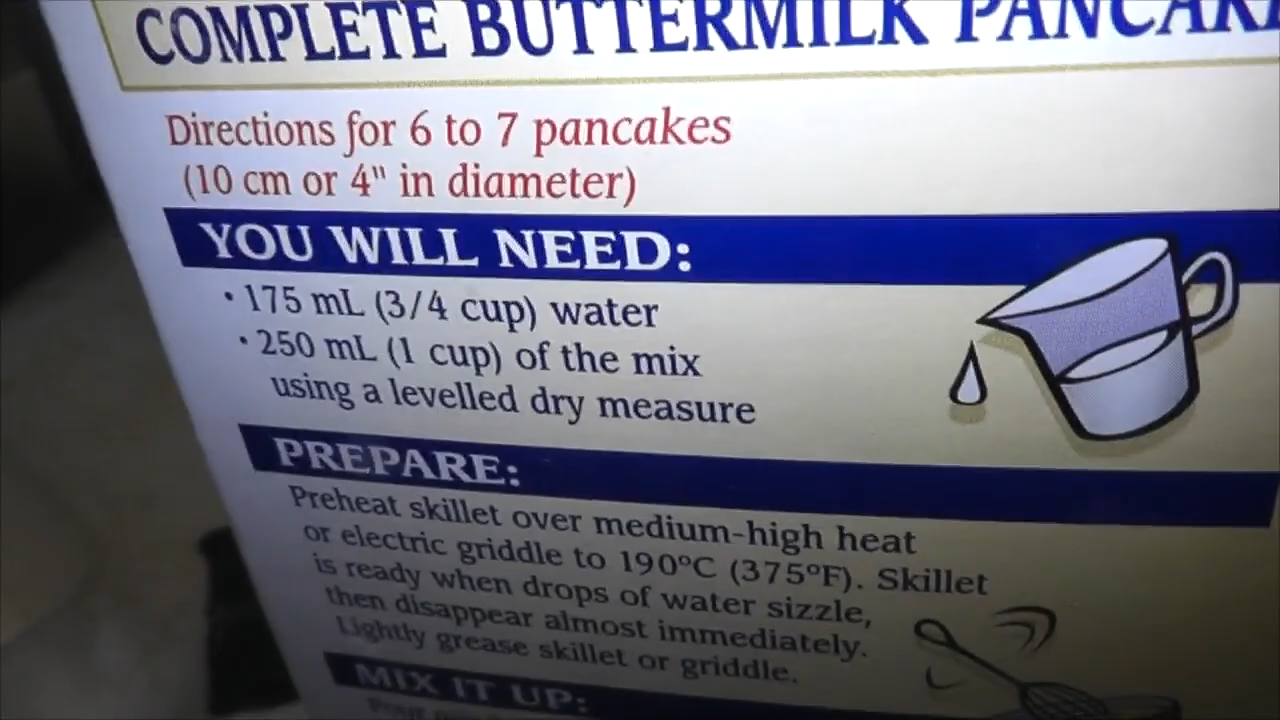 COMPLETE BUTTERMILK
Directions for 6 to 7 pancakes
(10 cm or 4" in diameter)
YOU WILL NEED:
• 175 mL (3/4 cup) water
• 250 mL (1 cup) of the mix
using a levelled dry measure
PREPARE:
Preheat skillet over medium-high heat
or electric griddle to 190°C (375°F). Skillet
is ready when drops of water sizzle,
then disappear almost immediately.
Lightly grease skillet or griddle.
MIX IT UP: